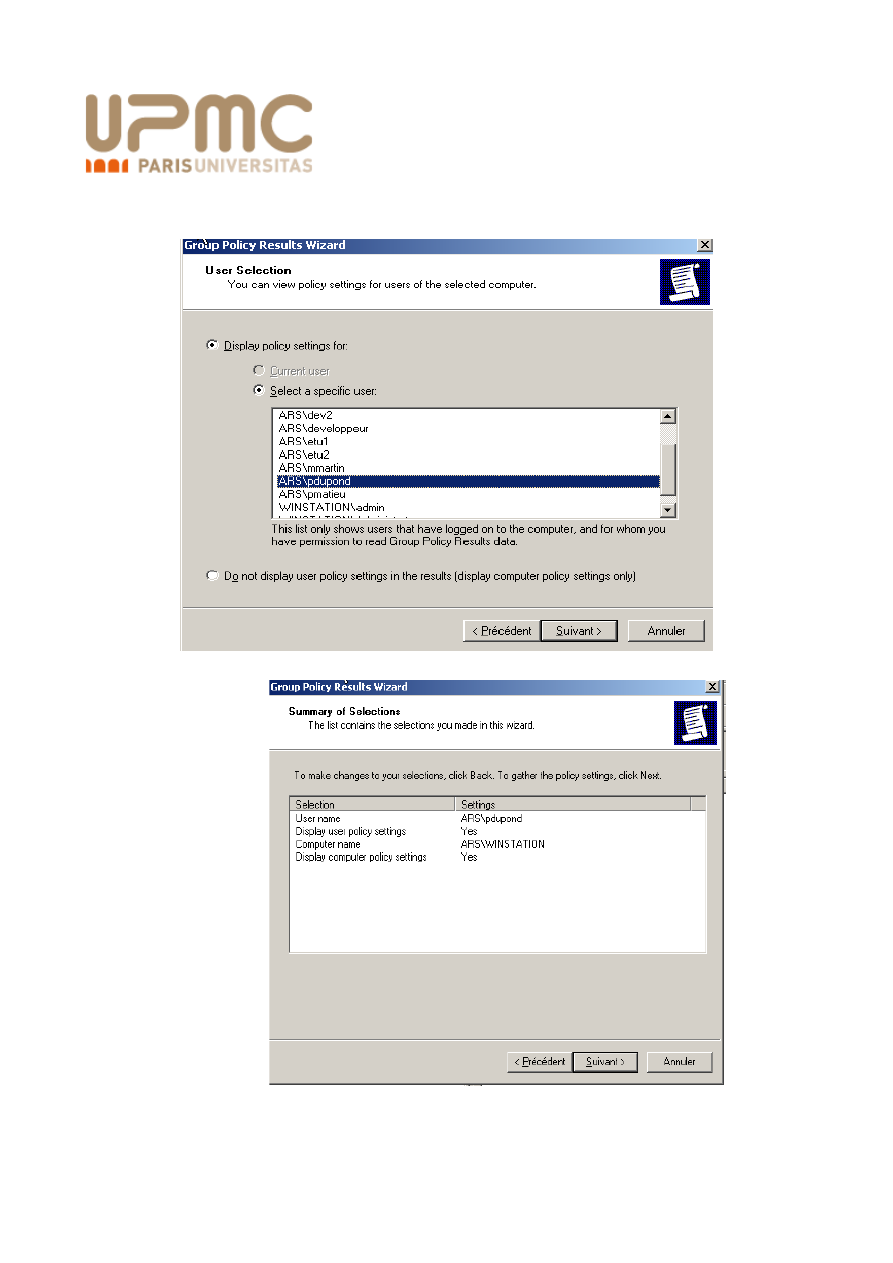 UPMC
PARISUNIVERSITAS
Group Policy Results Wizard
User Selection
You can view policy settings for users of the selected computer.
Display policy settings for:
Current user
Select a specific user:
ARS\dev2
ARS\developpeur
ARS\etu1
ARS\etu2
ARS\mmartin
ARS\pdupond
ARS\pmatieu
WINSTATION\admin
This list only shows users that have logged on to the computer, and for whom you
have permission to read Group Policy Results data.
Do not display user policy settings in the results (display computer policy settings only)
< Précédent Suivant > Annuler
Group Policy Results Wizard
Summary of Selections
The list contains the selections you made in this wizard.
To make changes to your selections, click Back. To gather the policy settings, click Next.
Selection Settings
User name ARS\pdupond
Display user policy settings Yes
Computer name ARS\WINSTATION
Display computer policy settings Yes
< Précédent Suivant > Annuler